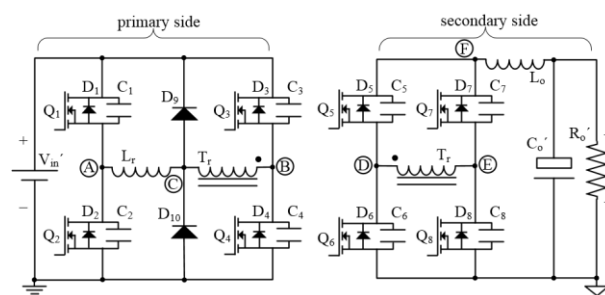 primary side
secondary side
F
D₁ C₁
D₉
D₃ C₃
Q₁
Q₃
D₅ C₅
D₇ C₇
Q₅
Q₇
Lₒ
+
Vᵢₙ´
−
A
Lᵣ
C
Tᵣ
B
D
Tᵣ
E
Cₒ´
Rₒ´
+
−
D₂ C₂
D₁₀
D₄ C₄
Q₂
Q₄
D₆ C₆
D₈ C₈
Q₆
Q₈